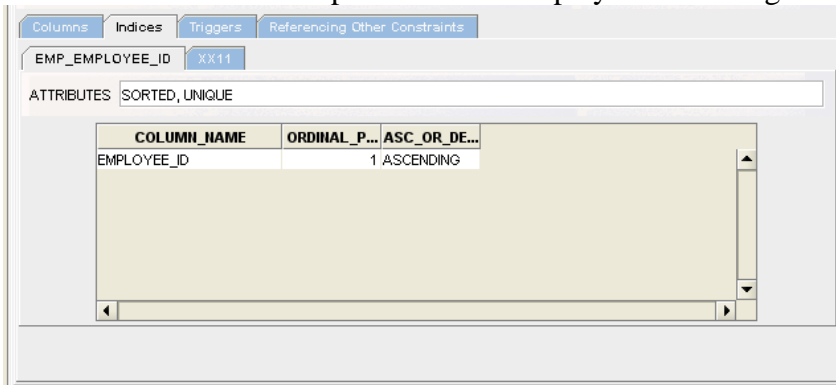 Columns Indices Triggers Referencing Other Constraints
EMP_EMPLOYEE_ID XX11
ATTRIBUTES SORTED, UNIQUE
COLUMN_NAME ORDINAL_P... ASC_OR_DE...
EMPLOYEE_ID 1 ASCENDING